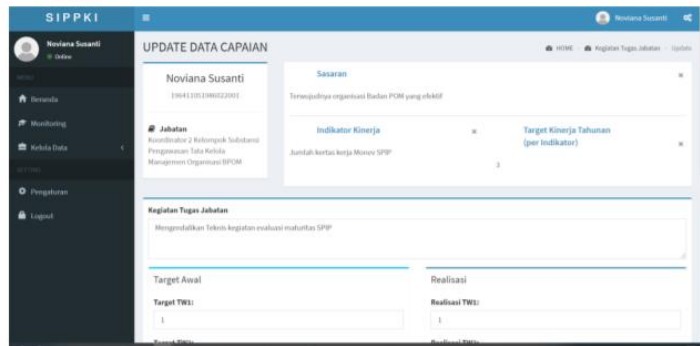 SIPPKI
Noviana Susanti
Noviana Susanti
Online
MENU
Beranda
Monitoring
Kelola Data
SETTING
Pengaturan
Logout
UPDATE DATA CAPAIAN
HOME
Kegiatan Tugas Jabatan
Update
Noviana Susanti
Jabatan
Koordinator 2 Kelompok Substansi
Pengawasan Tata Kelola
Manajemen Organisasi BPOM
Sasaran
Terwujudnya organisasi Badan POM yang efektif
Indikator Kinerja
Jumlah kertas kerja Monev SPIP
Target Kinerja Tahunan
(per Indikator)
Kegiatan Tugas Jabatan
Mengendalikan Teknis kegiatan evaluasi maturitas SPIP
Target Awal
Target TW1:
1
Realisasi
Realisasi TW1:
1